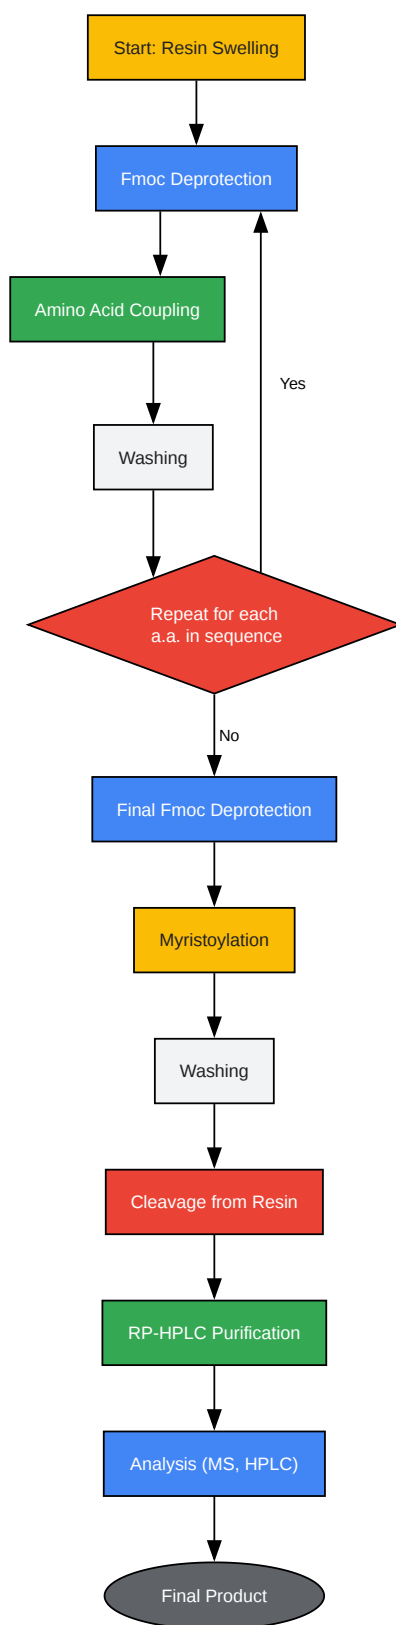 Start: Resin Swelling
Fmoc Deprotection
Amino Acid Coupling
Yes
Washing
Repeat for each
a.a. in sequence
No
Final Fmoc Deprotection
Myristoylation
Washing
Cleavage from Resin
RP-HPLC Purification
Analysis (MS, HPLC)
Final Product